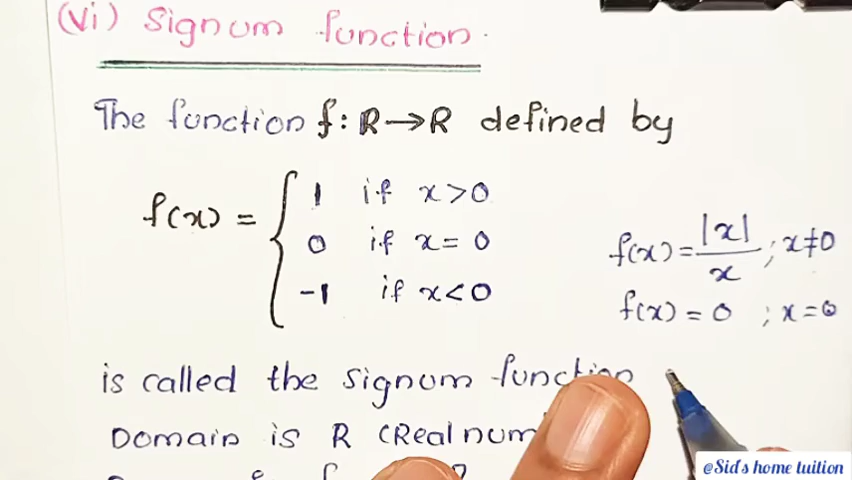 (vi) Signum function.
The function f: R→R defined by
f(x) = { 1 if x>0
0 if x=0
-1 if x<0
f(x)=|x|/x ; x≠0
f(x)=0 ; x=0
is called the signum function
Domain is R (Real
@Sid's home tuition